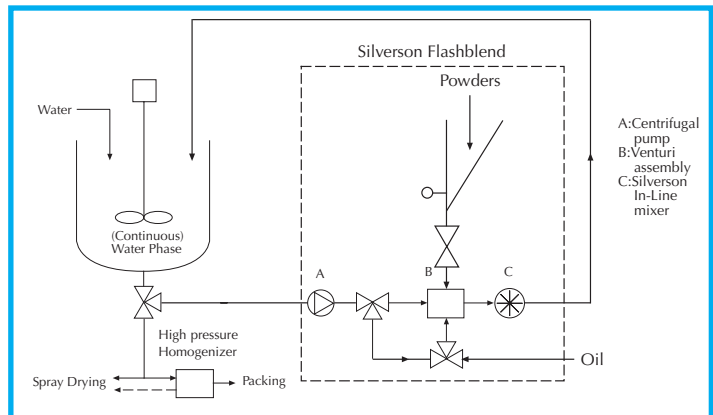 Silverson Flashblend
Powders
Water
A:Centrifugal
pump
B:Venturi
assembly
C:Silverson
In-Line
mixer
(Continuous)
Water Phase
A
B
C
High pressure
Homogenizer
Oil
Spray Drying
Packing